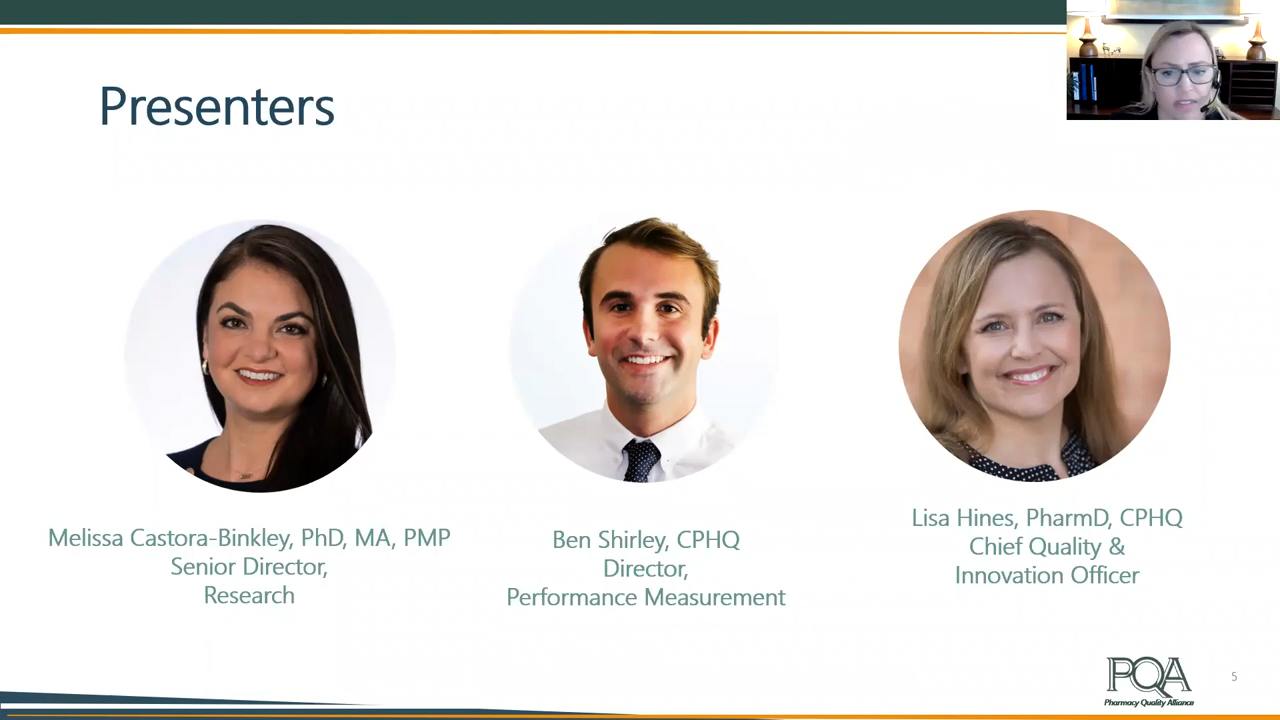 Presenters
Melissa Castora-Binkley, PhD, MA, PMP
Senior Director,
Research
Ben Shirley, CPHQ
Director,
Performance Measurement
Lisa Hines, PharmD, CPHQ
Chief Quality &
Innovation Officer
PQA
Pharmacy Quality Alliance
5